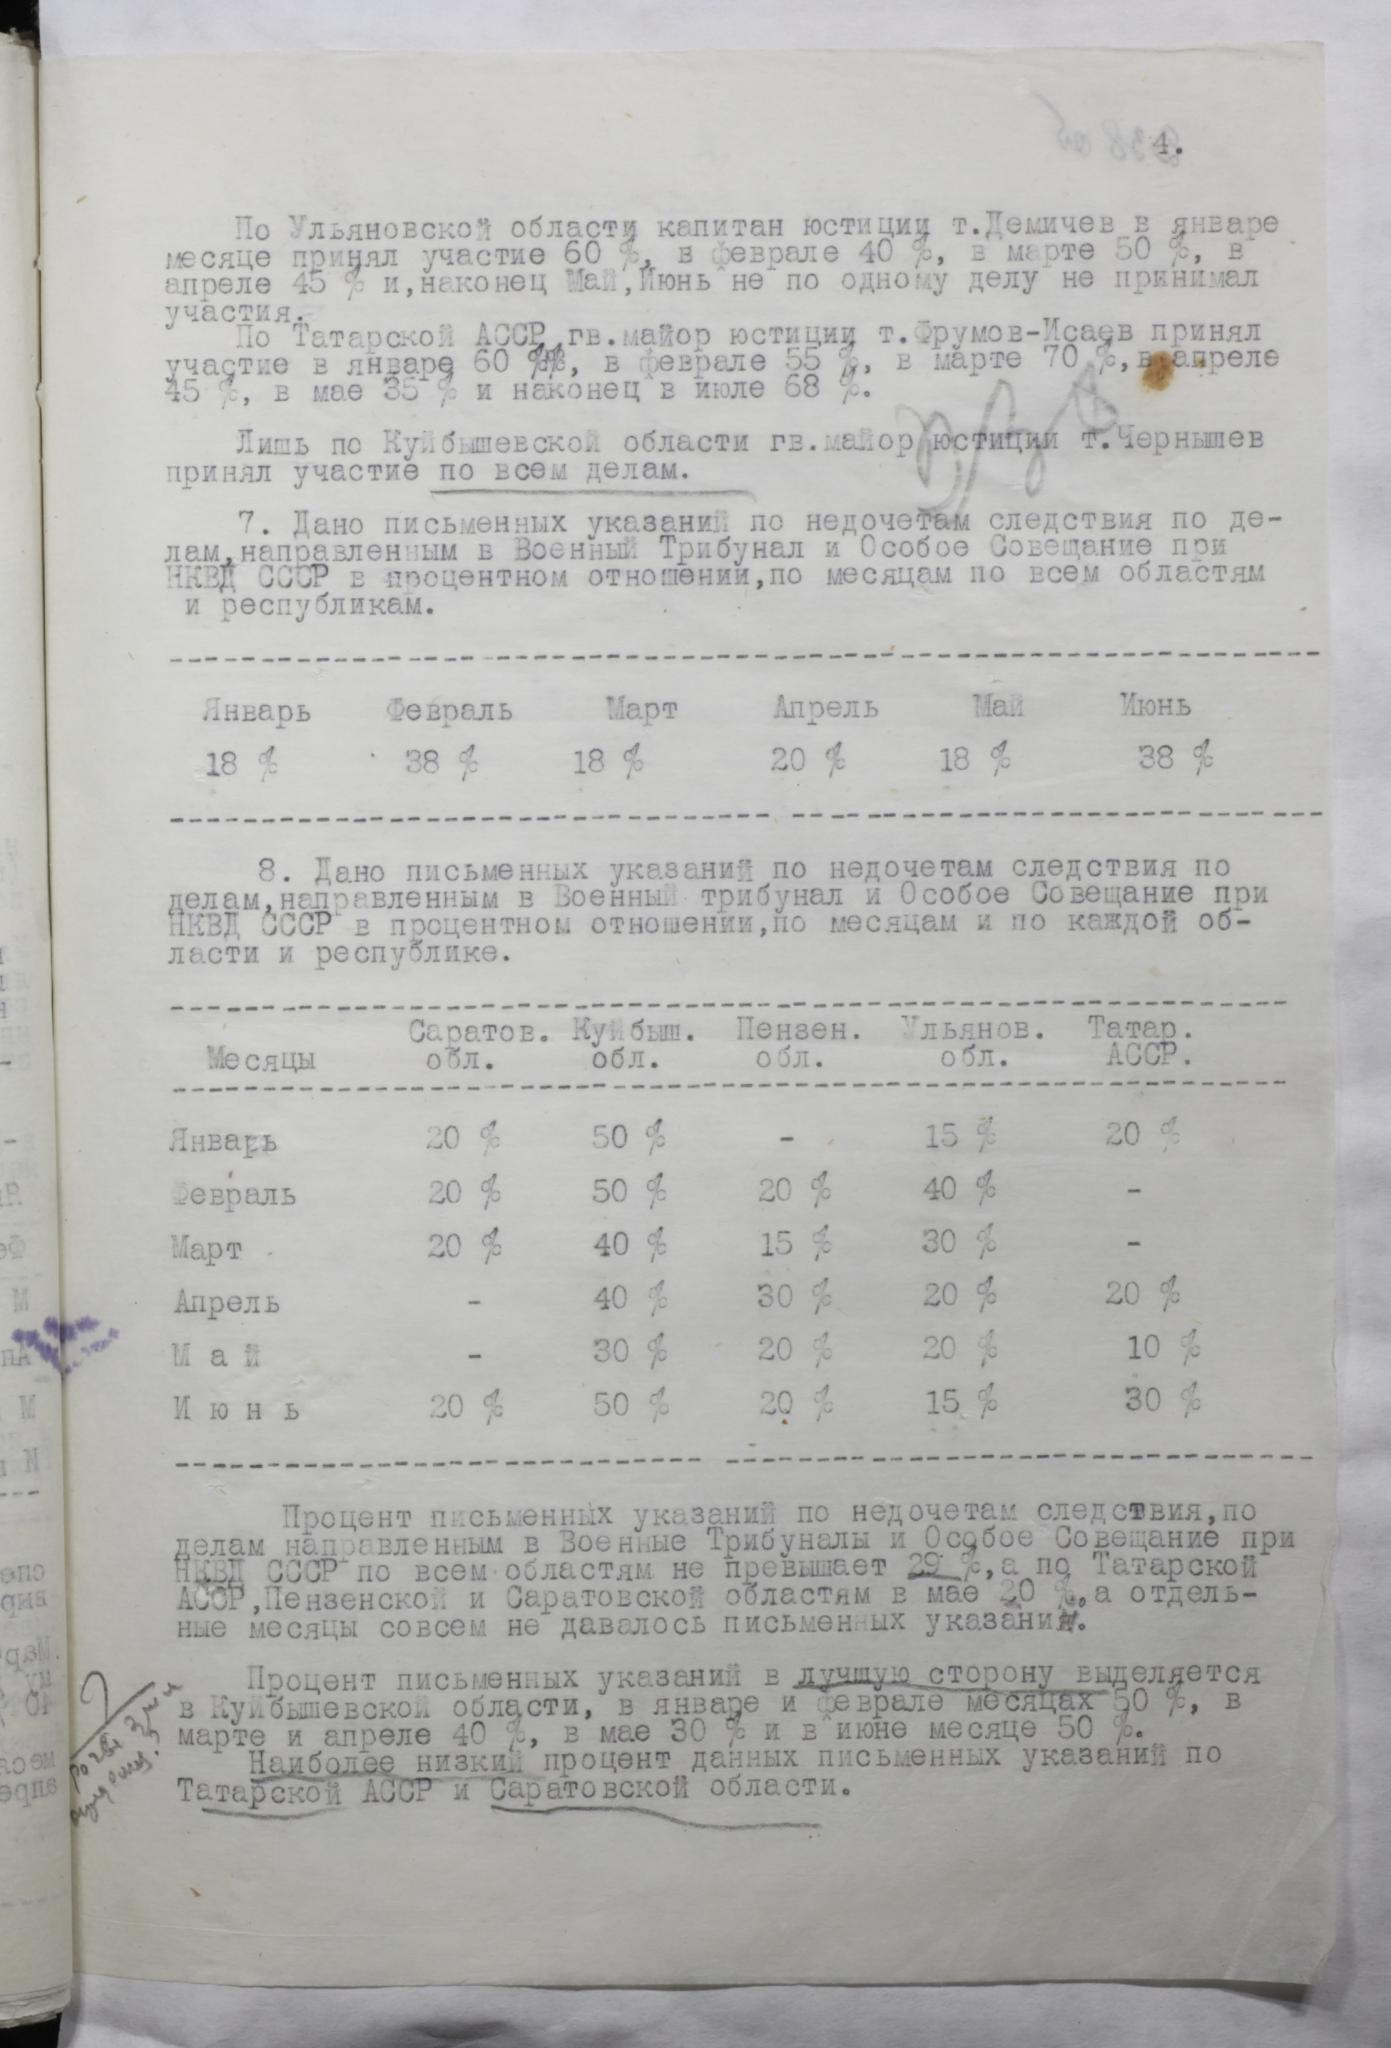 4.
По Ульяновской области капитан юстиции т.Демичев в январе
месяце принял участие 60 %, в феврале 40 %, в марте 50 %, в
апреле 45 % и,наконец Май,Июнь не по одному делу не принимал
участия.
По Татарской АССР гв.майор юстиции т.Фрумов-Исаев принял
участие в январе 60 %%, в феврале 55 %, в марте 70 %,в апреле
45 %, в мае 35 % и наконец в июле 68 %.
Лишь по Куйбышевской области гв.майор юстиции т.Чернышев
принял участие по всем делам.
7. Дано письменных указаний по недочетам следствия по де-
лам,направленным в Военный Трибунал и Особое Совещание при
НКВД СССР в процентном отношении,по месяцам по всем областям
и республикам.
Январь Февраль Март Апрель Май Июнь
18 % 38 % 18 % 20 % 18 % 38 %
8. Дано письменных указаний по недочетам следствия по
делам,направленным в Военный трибунал и Особое Совещание при
НКВД СССР в процентном отношении,по месяцам и по каждой об-
ласти и республике.
Саратов. Куйбыш. Пензен. Ульянов. Татар.
Месяцы обл. обл. обл. обл. АССР.
Январь 20 % 50 % - 15 % 20 %
Февраль 20 % 50 % 20 % 40 % -
Март 20 % 40 % 15 % 30 % -
Апрель - 40 % 30 % 20 % 20 %
М а й - 30 % 20 % 20 % 10 %
И ю н ь 20 % 50 % 20 % 15 % 30 %
Процент письменных указаний по недочетам следствия,по
делам направленным в Военные Трибуналы и Особое Совещание при
НКВД СССР по всем областям не превышает 29 %,а по Татарской
АССР,Пензенской и Саратовской областям в мае 20 %.а отдель-
ные месяцы совсем не давалось письменных указаний.
Процент письменных указаний в лучшую сторону выделяется
в Куйбышевской области, в январе и феврале месяцах 50 %, в
марте и апреле 40 %, в мае 30 % и в июне месяце 50 %.
Наиболее низкий процент данных письменных указаний по
Татарской АССР и Саратовской области.